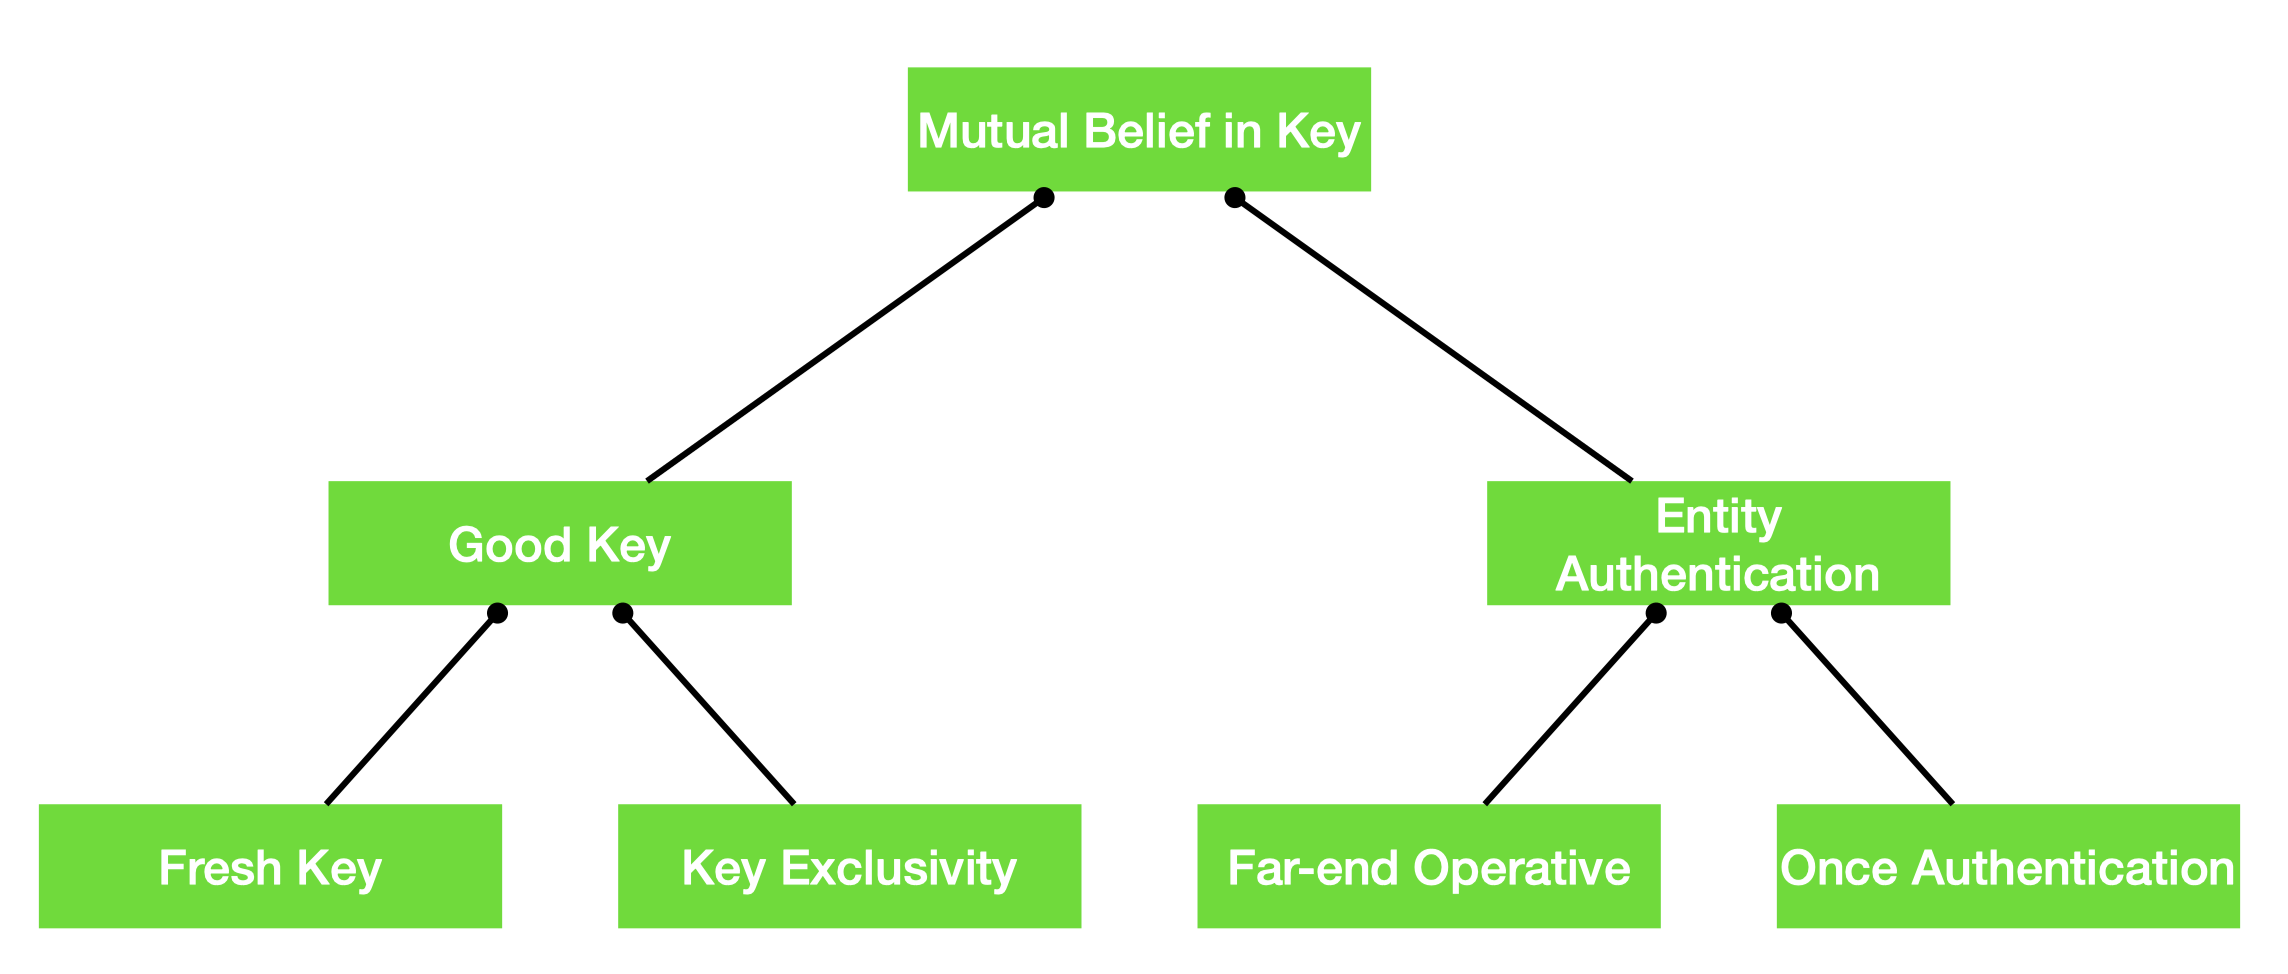 Mutual Belief in Key
Good Key
Entity
Authentication
Fresh Key
Key Exclusivity
Far-end Operative
Once Authentication